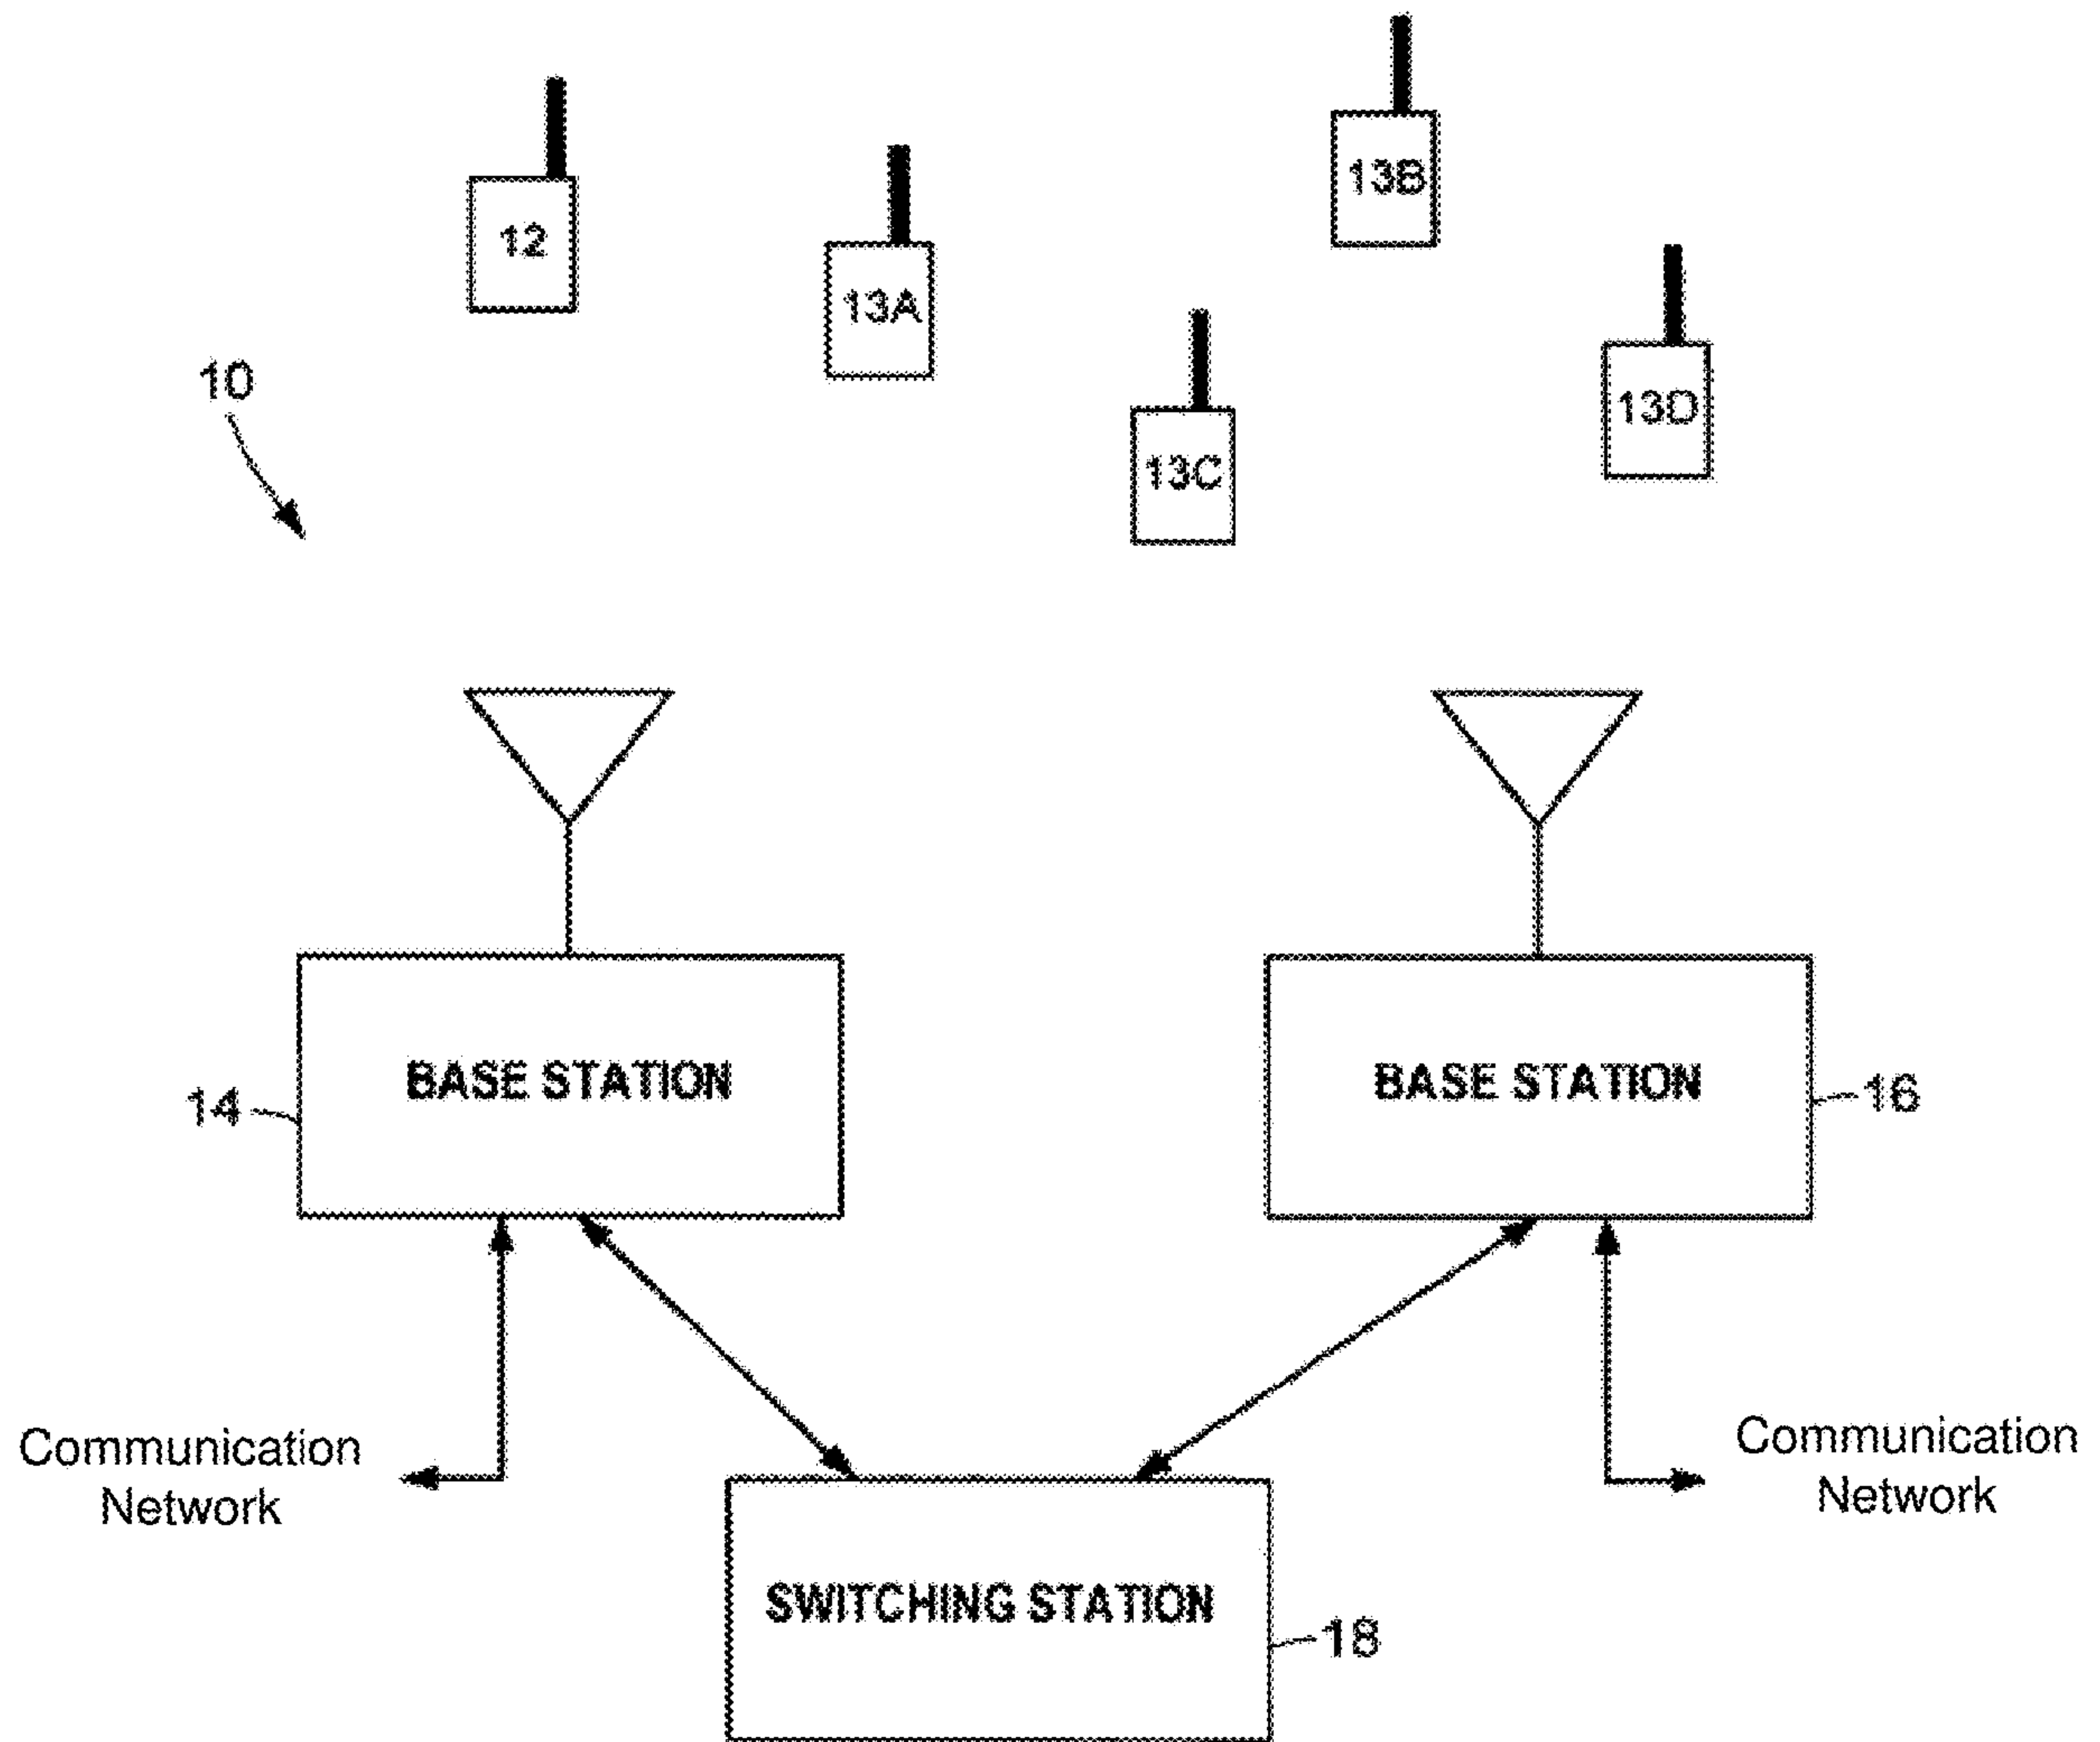 13B
12
13A
10
13D
13C
BASE STATION
BASE STATION
14
16
Communication
Network
Communication
Network
SWITCHING STATION
18